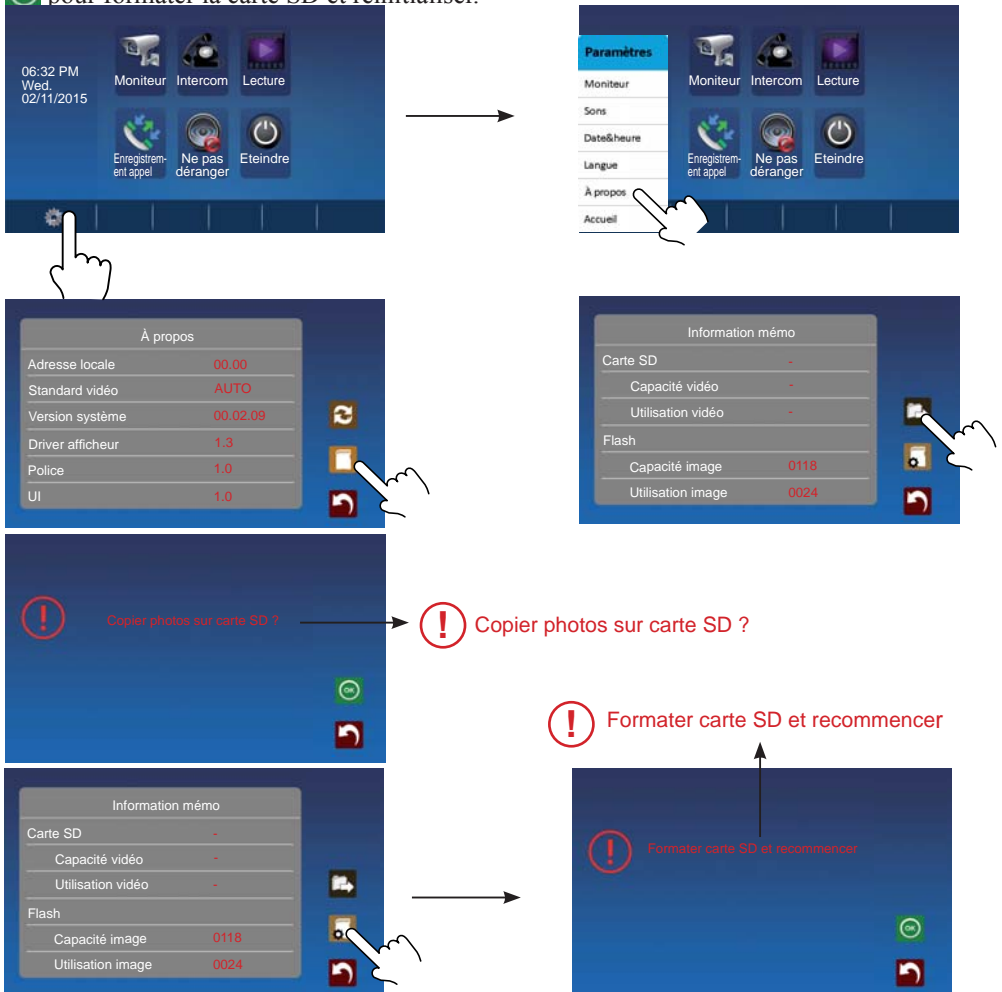 OK pour formater la carte SD et réinitialiser.
06:32 PM
Wed.
02/11/2015
Moniteur Intercom Lecture
Enregistrem-
ent appel
Ne pas
déranger
Eteindre
Paramètres
Moniteur
Sons
Date&heure
Langue
À propos
Accueil
Moniteur Intercom Lecture
Enregistrem-
ent appel
Ne pas
déranger
Eteindre
À propos
Adresse locale 00.00
Standard vidéo AUTO
Version système 00.02.09
Driver afficheur 1.3
Police 1.0
UI 1.0
Information mémo
Carte SD -
Capacité vidéo -
Utilisation vidéo -
Flash
Capacité image 0118
Utilisation image 0024
! Copier photos sur carte SD ?
OK
! Copier photos sur carte SD ?
! Formater carte SD et recommencer
Information mémo
Carte SD -
Capacité vidéo -
Utilisation vidéo -
Flash
Capacité image 0118
Utilisation image 0024
! Formater carte SD et recommencer
OK